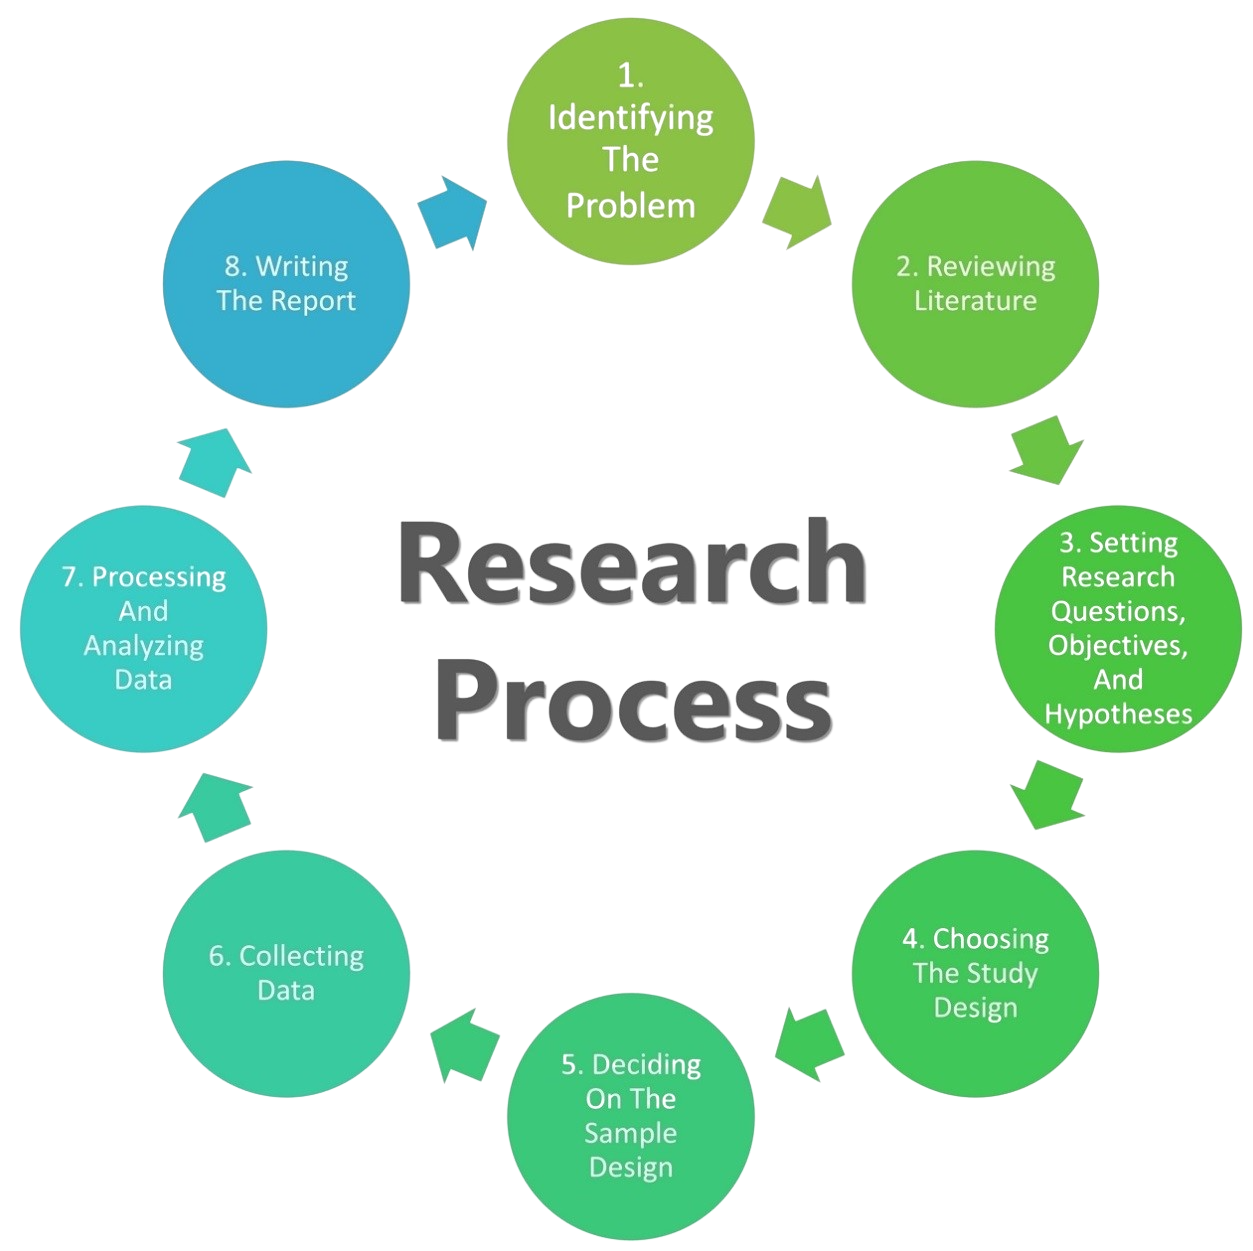 1.
Identifying
The
Problem
2. Reviewing
Literature
3. Setting
Research
Questions,
Objectives,
And
Hypotheses
4. Choosing
The Study
Design
5. Deciding
On The
Sample
Design
6. Collecting
Data
7. Processing
And
Analyzing
Data
8. Writing
The Report
Research
Process